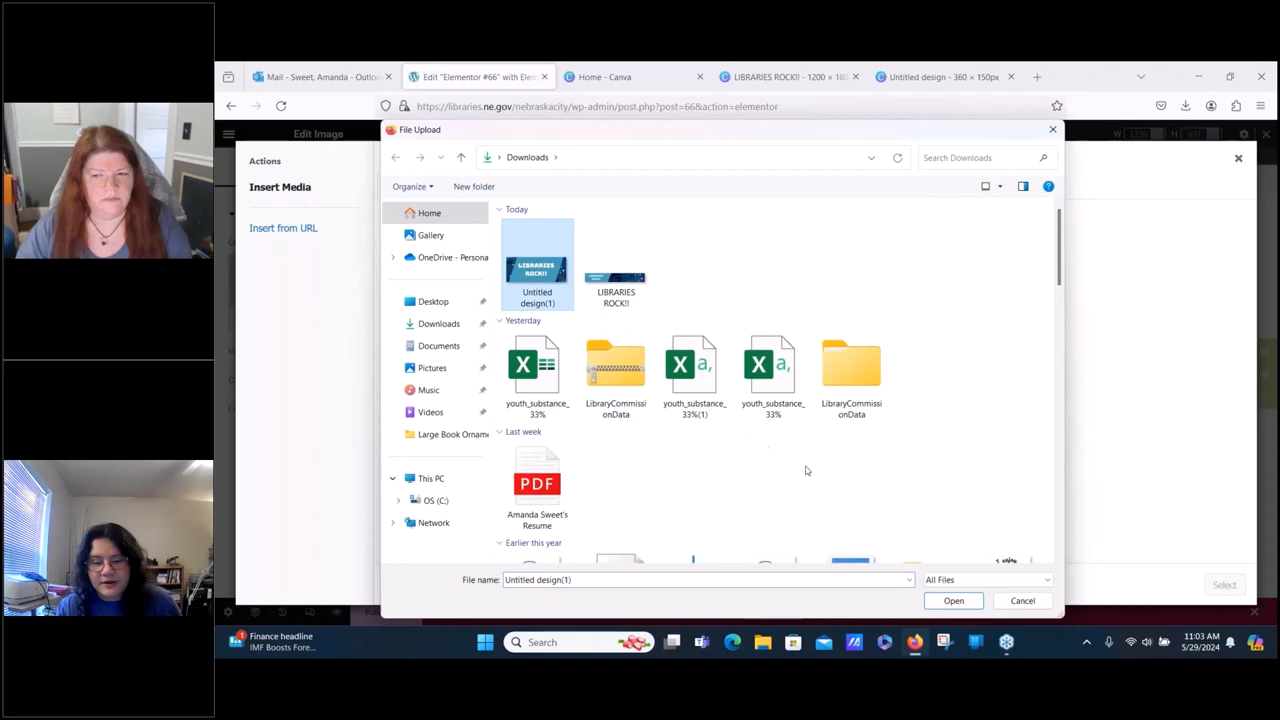 Mail - Sweet, Amanda - Outloo
Edit "Elementor #66" with Elem
Home - Canva
LIBRARIES ROCK!! - 1200 × 180
Untitled design - 360 × 150px
https://libraries.ne.gov/nebraskacity/wp-admin/post.php?post=66&action=elementor
Edit Image
W
H
Actions
Insert Media
Insert from URL
File Upload
Downloads
Search Downloads
Organize
New folder
Home
Gallery
OneDrive - Persona
Desktop
Downloads
Documents
Pictures
Music
Videos
Large Book Orname
This PC
OS (C:)
Network
Today
LIBRARIES
ROCK!!
Untitled
design(1)
LIBRARIES
ROCK!!
Yesterday
youth_substance_
33%
LibraryCommissi
onData
youth_substance_
33%(1)
youth_substance_
33%
LibraryCommissi
onData
Last week
PDF
Amanda Sweet's
Resume
Earlier this year
File name:
Untitled design(1)
All Files
Open
Cancel
Select
1
Finance headline
IMF Boosts Fore...
Search
11:03 AM
5/29/2024